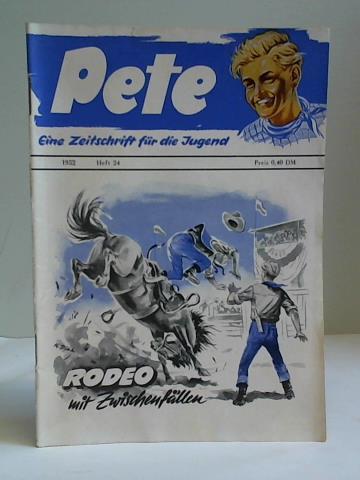 Pete
Eine Zeitschrift für die Jugend
1952 Heft 24 Preis 0,40 DM
RODEO
mit Zwischenfällen